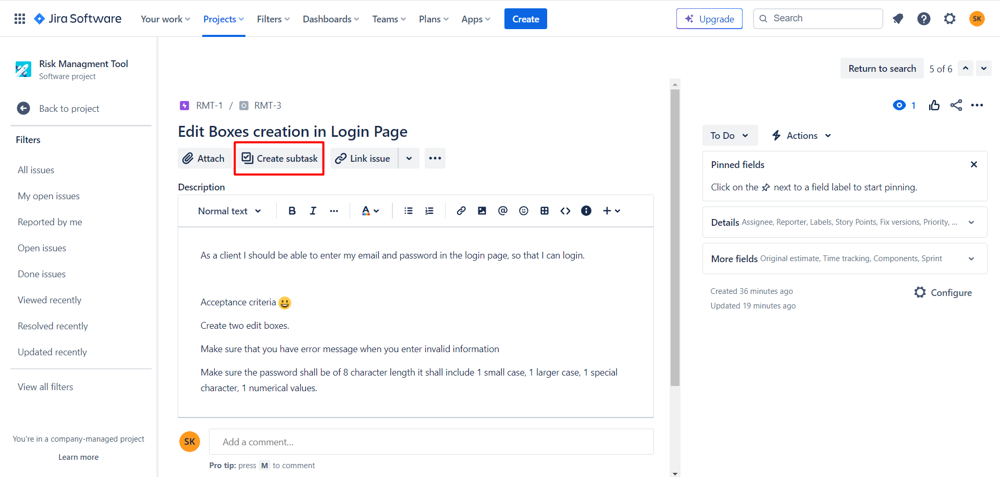 Jira Software
Your work
Projects
Filters
Dashboards
Teams
Plans
Apps
Create
Upgrade
Search
SK
Risk Managment Tool
Software project
Back to project
Filters
All issues
My open issues
Reported by me
Open issues
Done issues
Viewed recently
Resolved recently
Updated recently
View all filters
You're in a company-managed project
Learn more
Return to search
5 of 6
RMT-1 / RMT-3
Edit Boxes creation in Login Page
Attach
Create subtask
Link issue
Description
Normal text
B I A
As a client I should be able to enter my email and password in the login page, so that I can login.
Acceptance criteria 😀
Create two edit boxes.
Make sure that you have error message when you enter invalid information
Make sure the password shall be of 8 character length it shall include 1 small case, 1 larger case, 1 special
character, 1 numerical values.
SK
Add a comment...
Pro tip: press M to comment
1
To Do
Actions
Pinned fields
Click on the next to a field label to start pinning.
Details Assignee, Reporter, Labels, Story Points, Fix versions, Priority, ...
More fields Original estimate, Time tracking, Components, Sprint
Created 36 minutes ago
Updated 19 minutes ago
Configure